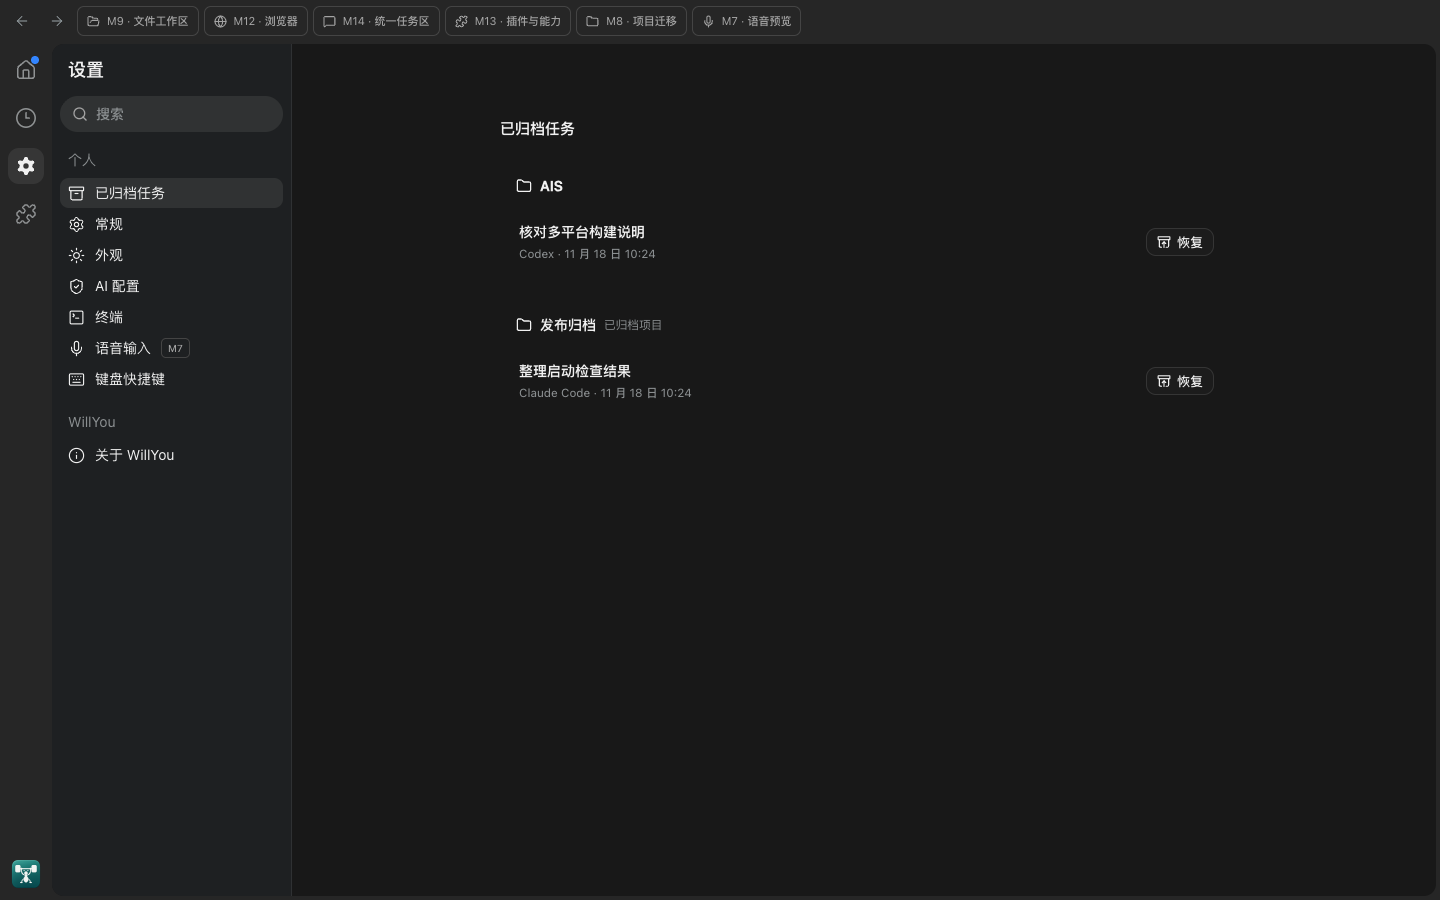 M9 · 文件工作区
M12 · 浏览器
M14 · 统一任务区
M13 · 插件与能力
M8 · 项目迁移
M7 · 语音预览
设置
搜索
个人
已归档任务
常规
外观
AI 配置
终端
语音输入 M7
键盘快捷键
WillYou
关于 WillYou
已归档任务
AIS
核对多平台构建说明
Codex · 11 月 18 日 10:24
恢复
发布归档 已归档项目
整理启动检查结果
Claude Code · 11 月 18 日 10:24
恢复